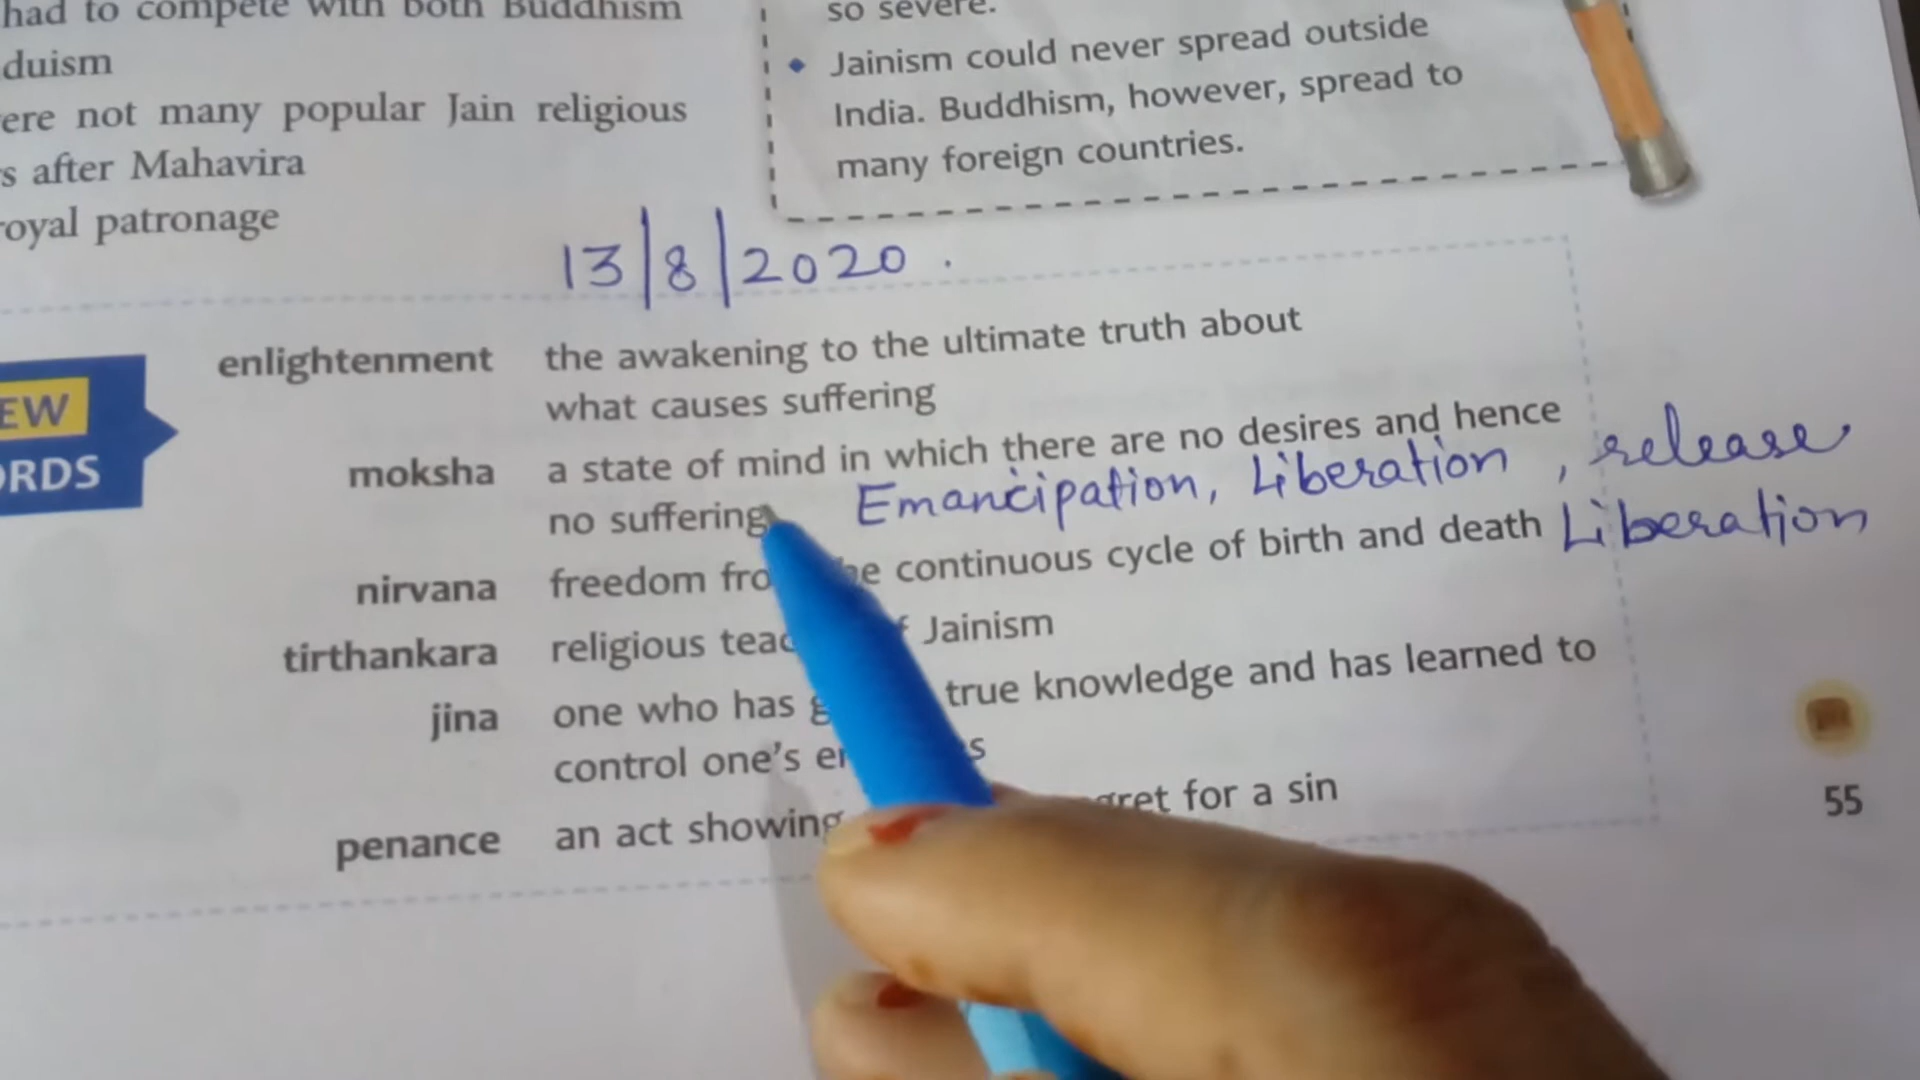 had to compete with both Buddhism
duism
ere not many popular Jain religious
s after Mahavira
royal patronage
so severe.
Jainism could never spread outside
India. Buddhism, however, spread to
many foreign countries.
13/8/2020.
EW
ORDS
enlightenment the awakening to the ultimate truth about
what causes suffering
moksha a state of mind in which there are no desires and hence
no suffering Emancipation, Liberation, release
nirvana freedom fro he continuous cycle of birth and death Liberation
tirthankara religious teac f Jainism
jina one who has g true knowledge and has learned to
control one's e s
penance an act showing gret for a sin
55